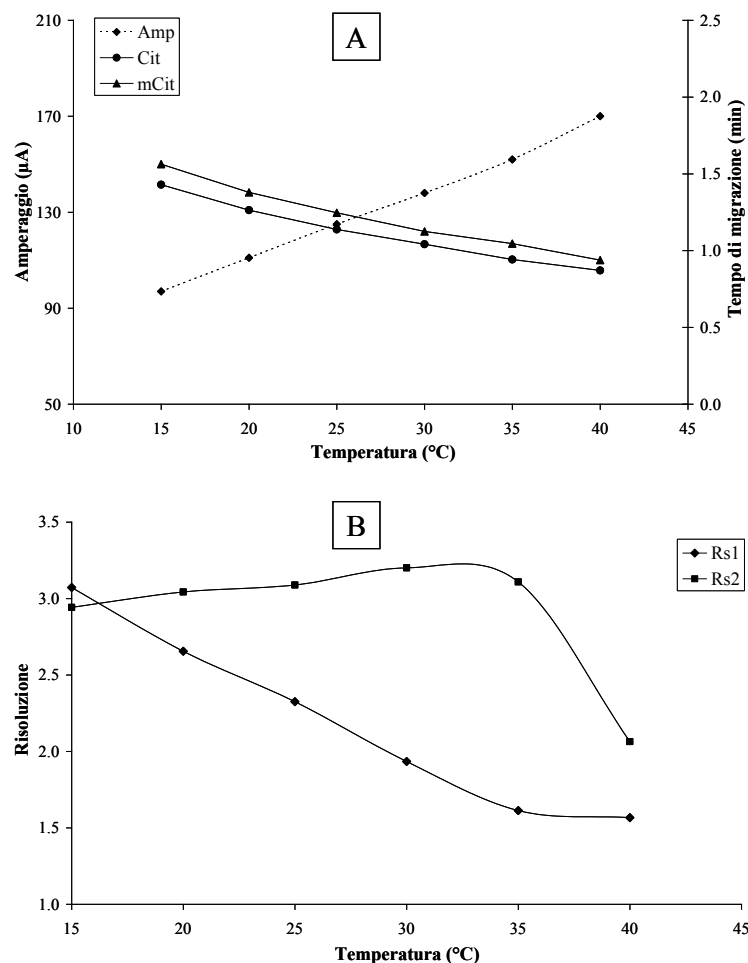 A
Amp
Cit
mCit
210
170
130
90
50
Amperaggio (µA)
2.5
2.0
1.5
1.0
0.5
0.0
Tempo di migrazione (min)
10 15 20 25 30 35 40 45
Temperatura (°C)
B
Rs1
Rs2
3.5
3.0
2.5
2.0
1.5
1.0
Risoluzione
15 20 25 30 35 40 45
Temperatura (°C)